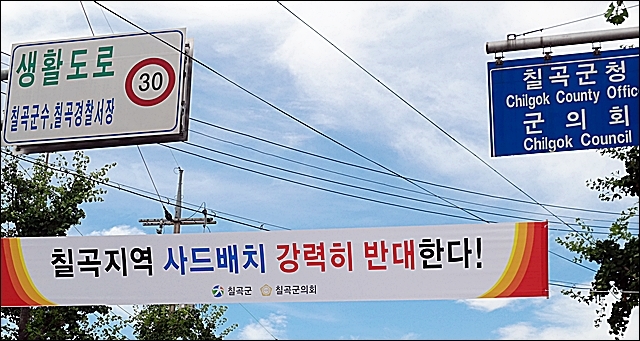 생활도로
30
칠곡군수.칠곡경찰서장
칠곡군청
Chilgok County Office
군의회
Chilgok Council
칠곡지역 사드배치 강력히 반대한다!
칠곡군 칠곡군의회